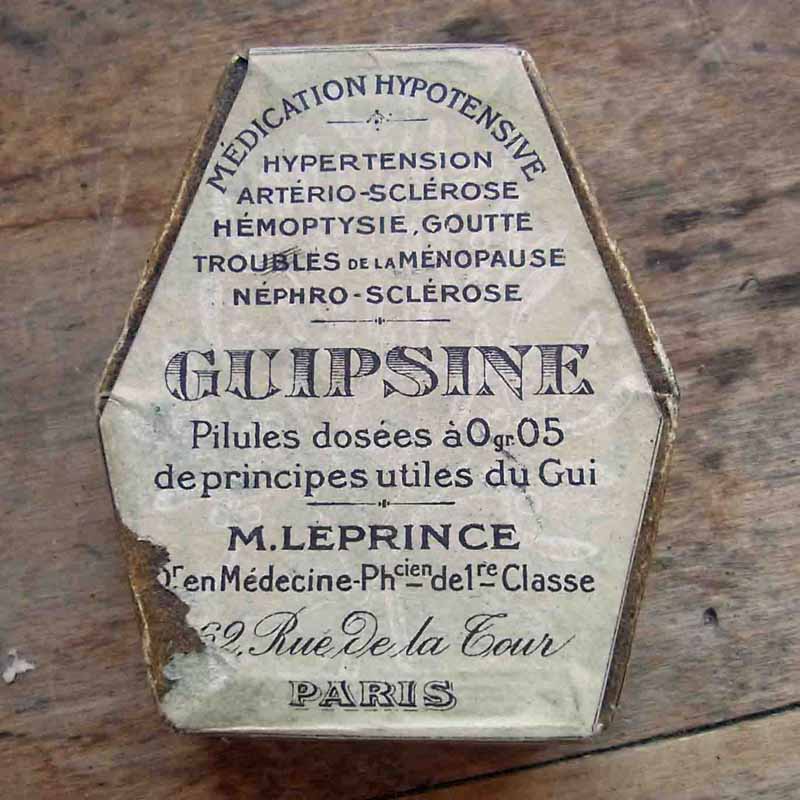 MÉDICATION HYPOTENSIVE
HYPERTENSION
ARTÉRIO-SCLÉROSE
HÉMOPTYSIE, GOUTTE
TROUBLES DE LA MÉNOPAUSE
NÉPHRO-SCLÉROSE
GUIPSINE
Pilules dosées à 0gr.05
de principes utiles du Gui
M. LEPRINCE
Dr en Médecine-Phcien de 1re Classe
62, Rue De la Tour
PARIS